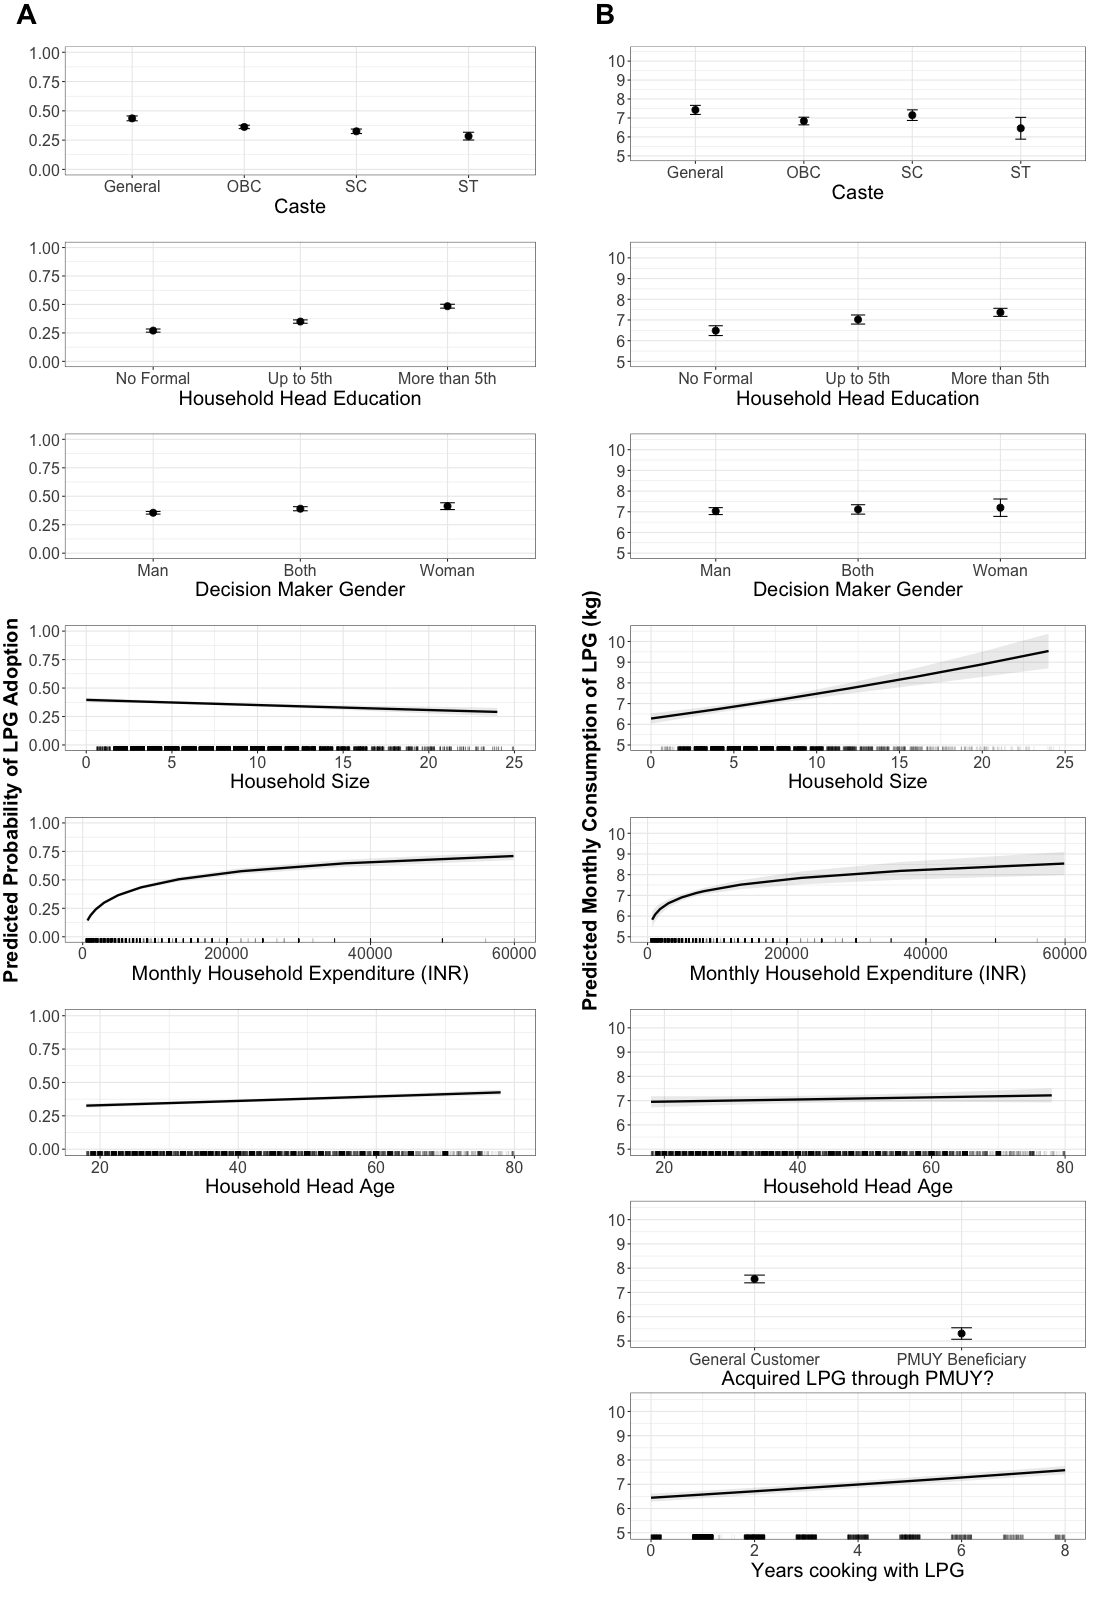 A
1.00
0.75
0.50
0.25
0.00
General OBC SC ST
Caste
1.00
0.75
0.50
0.25
0.00
No Formal Up to 5th More than 5th
Household Head Education
1.00
0.75
0.50
0.25
0.00
Man Both Woman
Decision Maker Gender
Predicted Probability of LPG Adoption
1.00
0.75
0.50
0.25
0.00
0 5 10 15 20 25
Household Size
1.00
0.75
0.50
0.25
0.00
0 20000 40000 60000
Monthly Household Expenditure (INR)
1.00
0.75
0.50
0.25
0.00
20 40 60 80
Household Head Age
B
10
9
8
7
6
5
General OBC SC ST
Caste
10
9
8
7
6
5
No Formal Up to 5th More than 5th
Household Head Education
10
9
8
7
6
5
Man Both Woman
Decision Maker Gender
Predicted Monthly Consumption of LPG (kg)
10
9
8
7
6
5
0 5 10 15 20 25
Household Size
10
9
8
7
6
5
0 20000 40000 60000
Monthly Household Expenditure (INR)
10
9
8
7
6
5
20 40 60 80
Household Head Age
10
9
8
7
6
5
General Customer PMUY Beneficiary
Acquired LPG through PMUY?
10
9
8
7
6
5
0 2 4 6 8
Years cooking with LPG